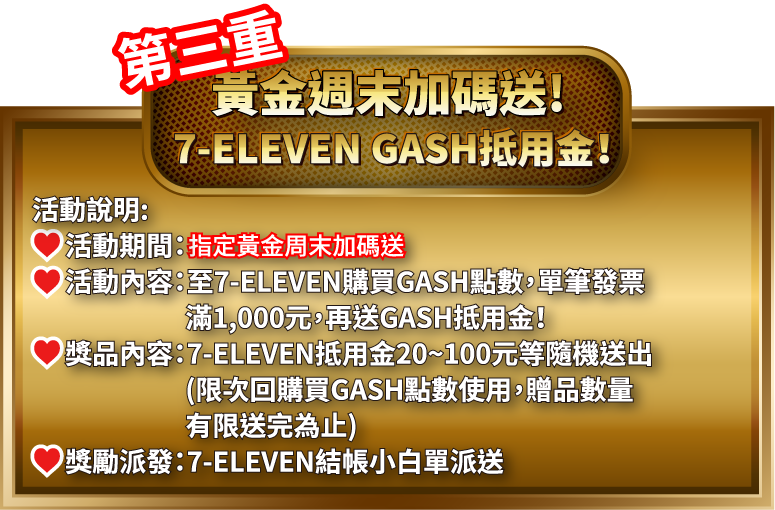 第三重
黃金週末加碼送!
7-ELEVEN GASH抵用金!
活動說明:
活動期間:指定黃金周末加碼送
活動內容:至7-ELEVEN購買GASH點數,單筆發票
滿1,000元,再送GASH抵用金!
獎品內容:7-ELEVEN抵用金20~100元等隨機送出
(限次回購買GASH點數使用,贈品數量
有限送完為止)
獎勵派發:7-ELEVEN結帳小白單派送